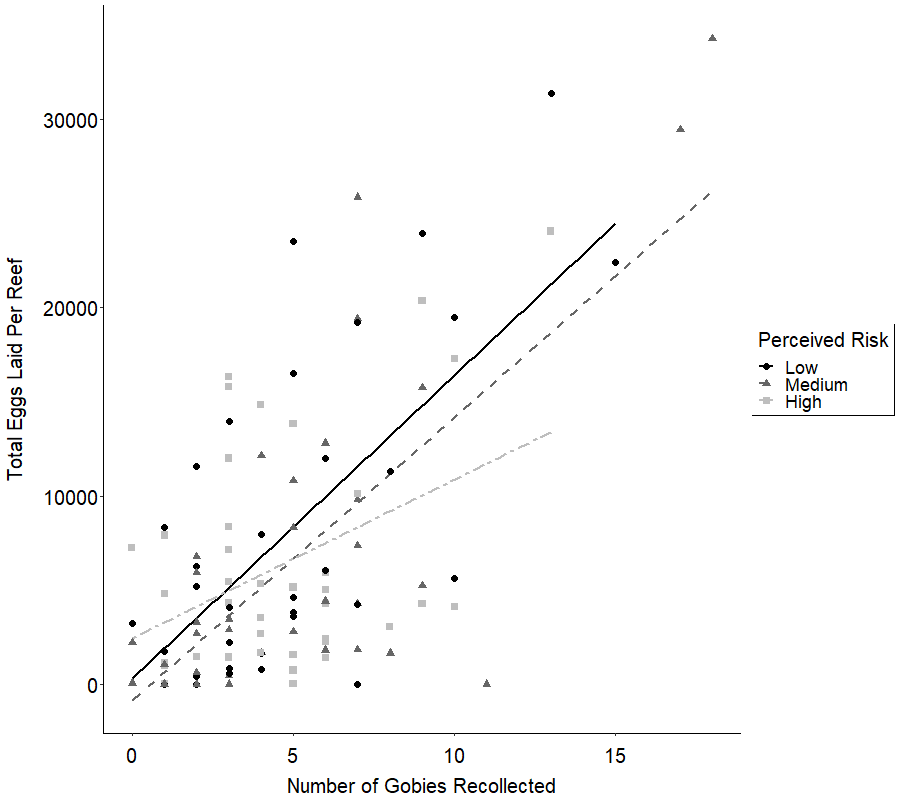 Total Eggs Laid Per Reef
30000
20000
10000
0
0 5 10 15
Number of Gobies Recollected
Perceived Risk
Low
Medium
High